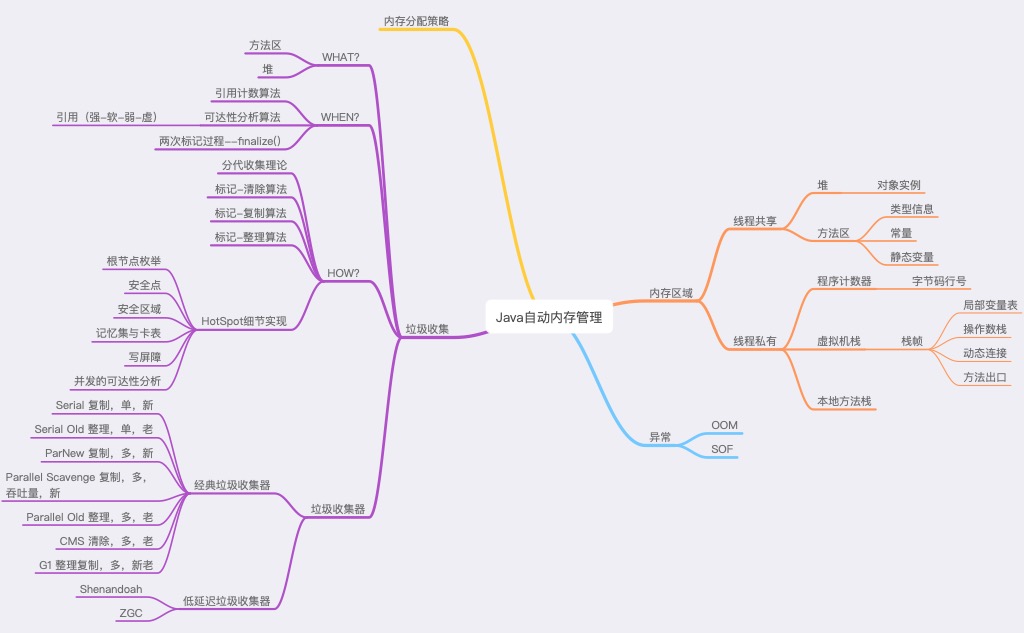 Java自动内存管理
内存分配策略
垃圾收集
WHAT?
方法区
堆
WHEN?
引用计数算法
可达性分析算法
引用（强-软-弱-虚）
两次标记过程--finalize()
HOW?
分代收集理论
标记-清除算法
标记-复制算法
标记-整理算法
HotSpot细节实现
根节点枚举
安全点
安全区域
记忆集与卡表
写屏障
并发的可达性分析
垃圾收集器
经典垃圾收集器
Serial 复制，单，新
Serial Old 整理，单，老
ParNew 复制，多，新
Parallel Scavenge 复制，多，
吞吐量，新
Parallel Old 整理，多，老
CMS 清除，多，老
G1 整理复制，多，新老
低延迟垃圾收集器
Shenandoah
ZGC
内存区域
线程共享
堆
对象实例
方法区
类型信息
常量
静态变量
线程私有
程序计数器
字节码行号
虚拟机栈
栈帧
局部变量表
操作数栈
动态连接
方法出口
本地方法栈
异常
OOM
SOF